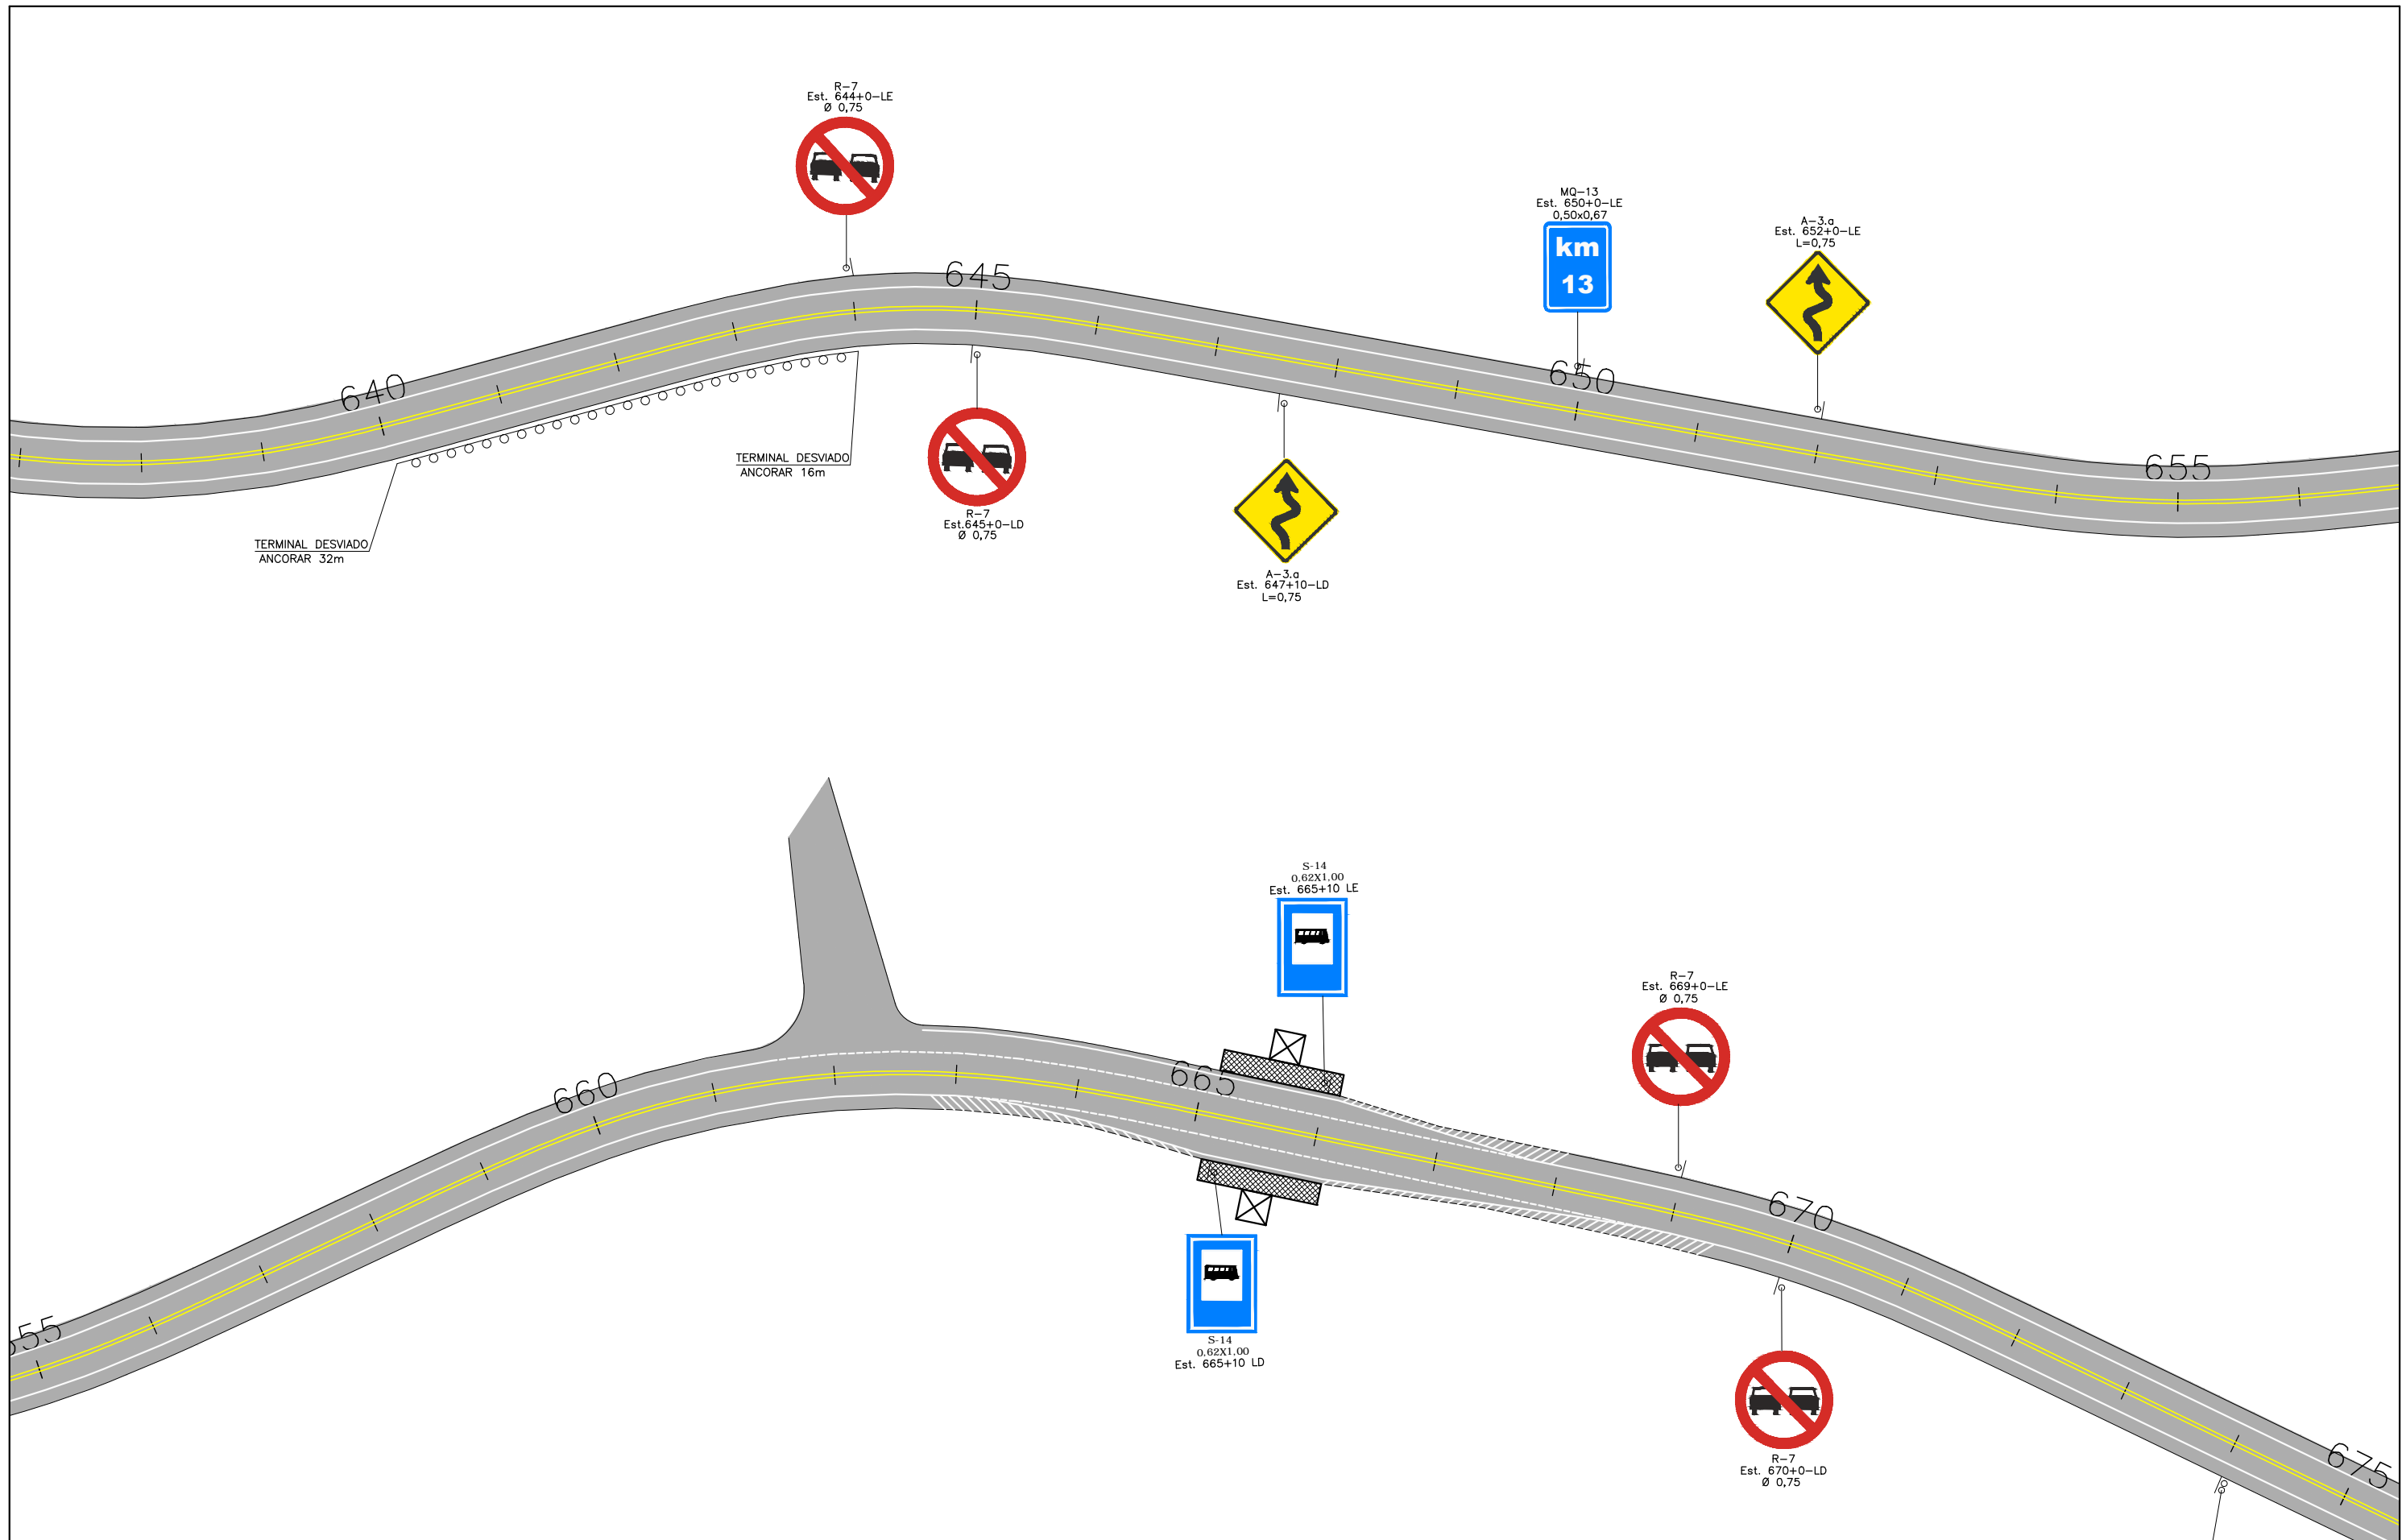 R-7
Est. 644+0-LE
Ø 0,75
MQ-13
Est. 650+0-LE
0,50x0,67
km
13
A-3.a
Est. 652+0-LE
L=0,75
645
640
650
655
TERMINAL DESVIADO
ANCORAR 16m
TERMINAL DESVIADO
ANCORAR 32m
R-7
Est.645+0-LD
Ø 0,75
A-3.a
Est. 647+10-LD
L=0,75
S-14
0,62X1,00
Est. 665+10 LE
R-7
Est. 669+0-LE
Ø 0,75
660
665
670
655
675
S-14
0,62X1,00
Est. 665+10 LD
R-7
Est. 670+0-LD
Ø 0,75